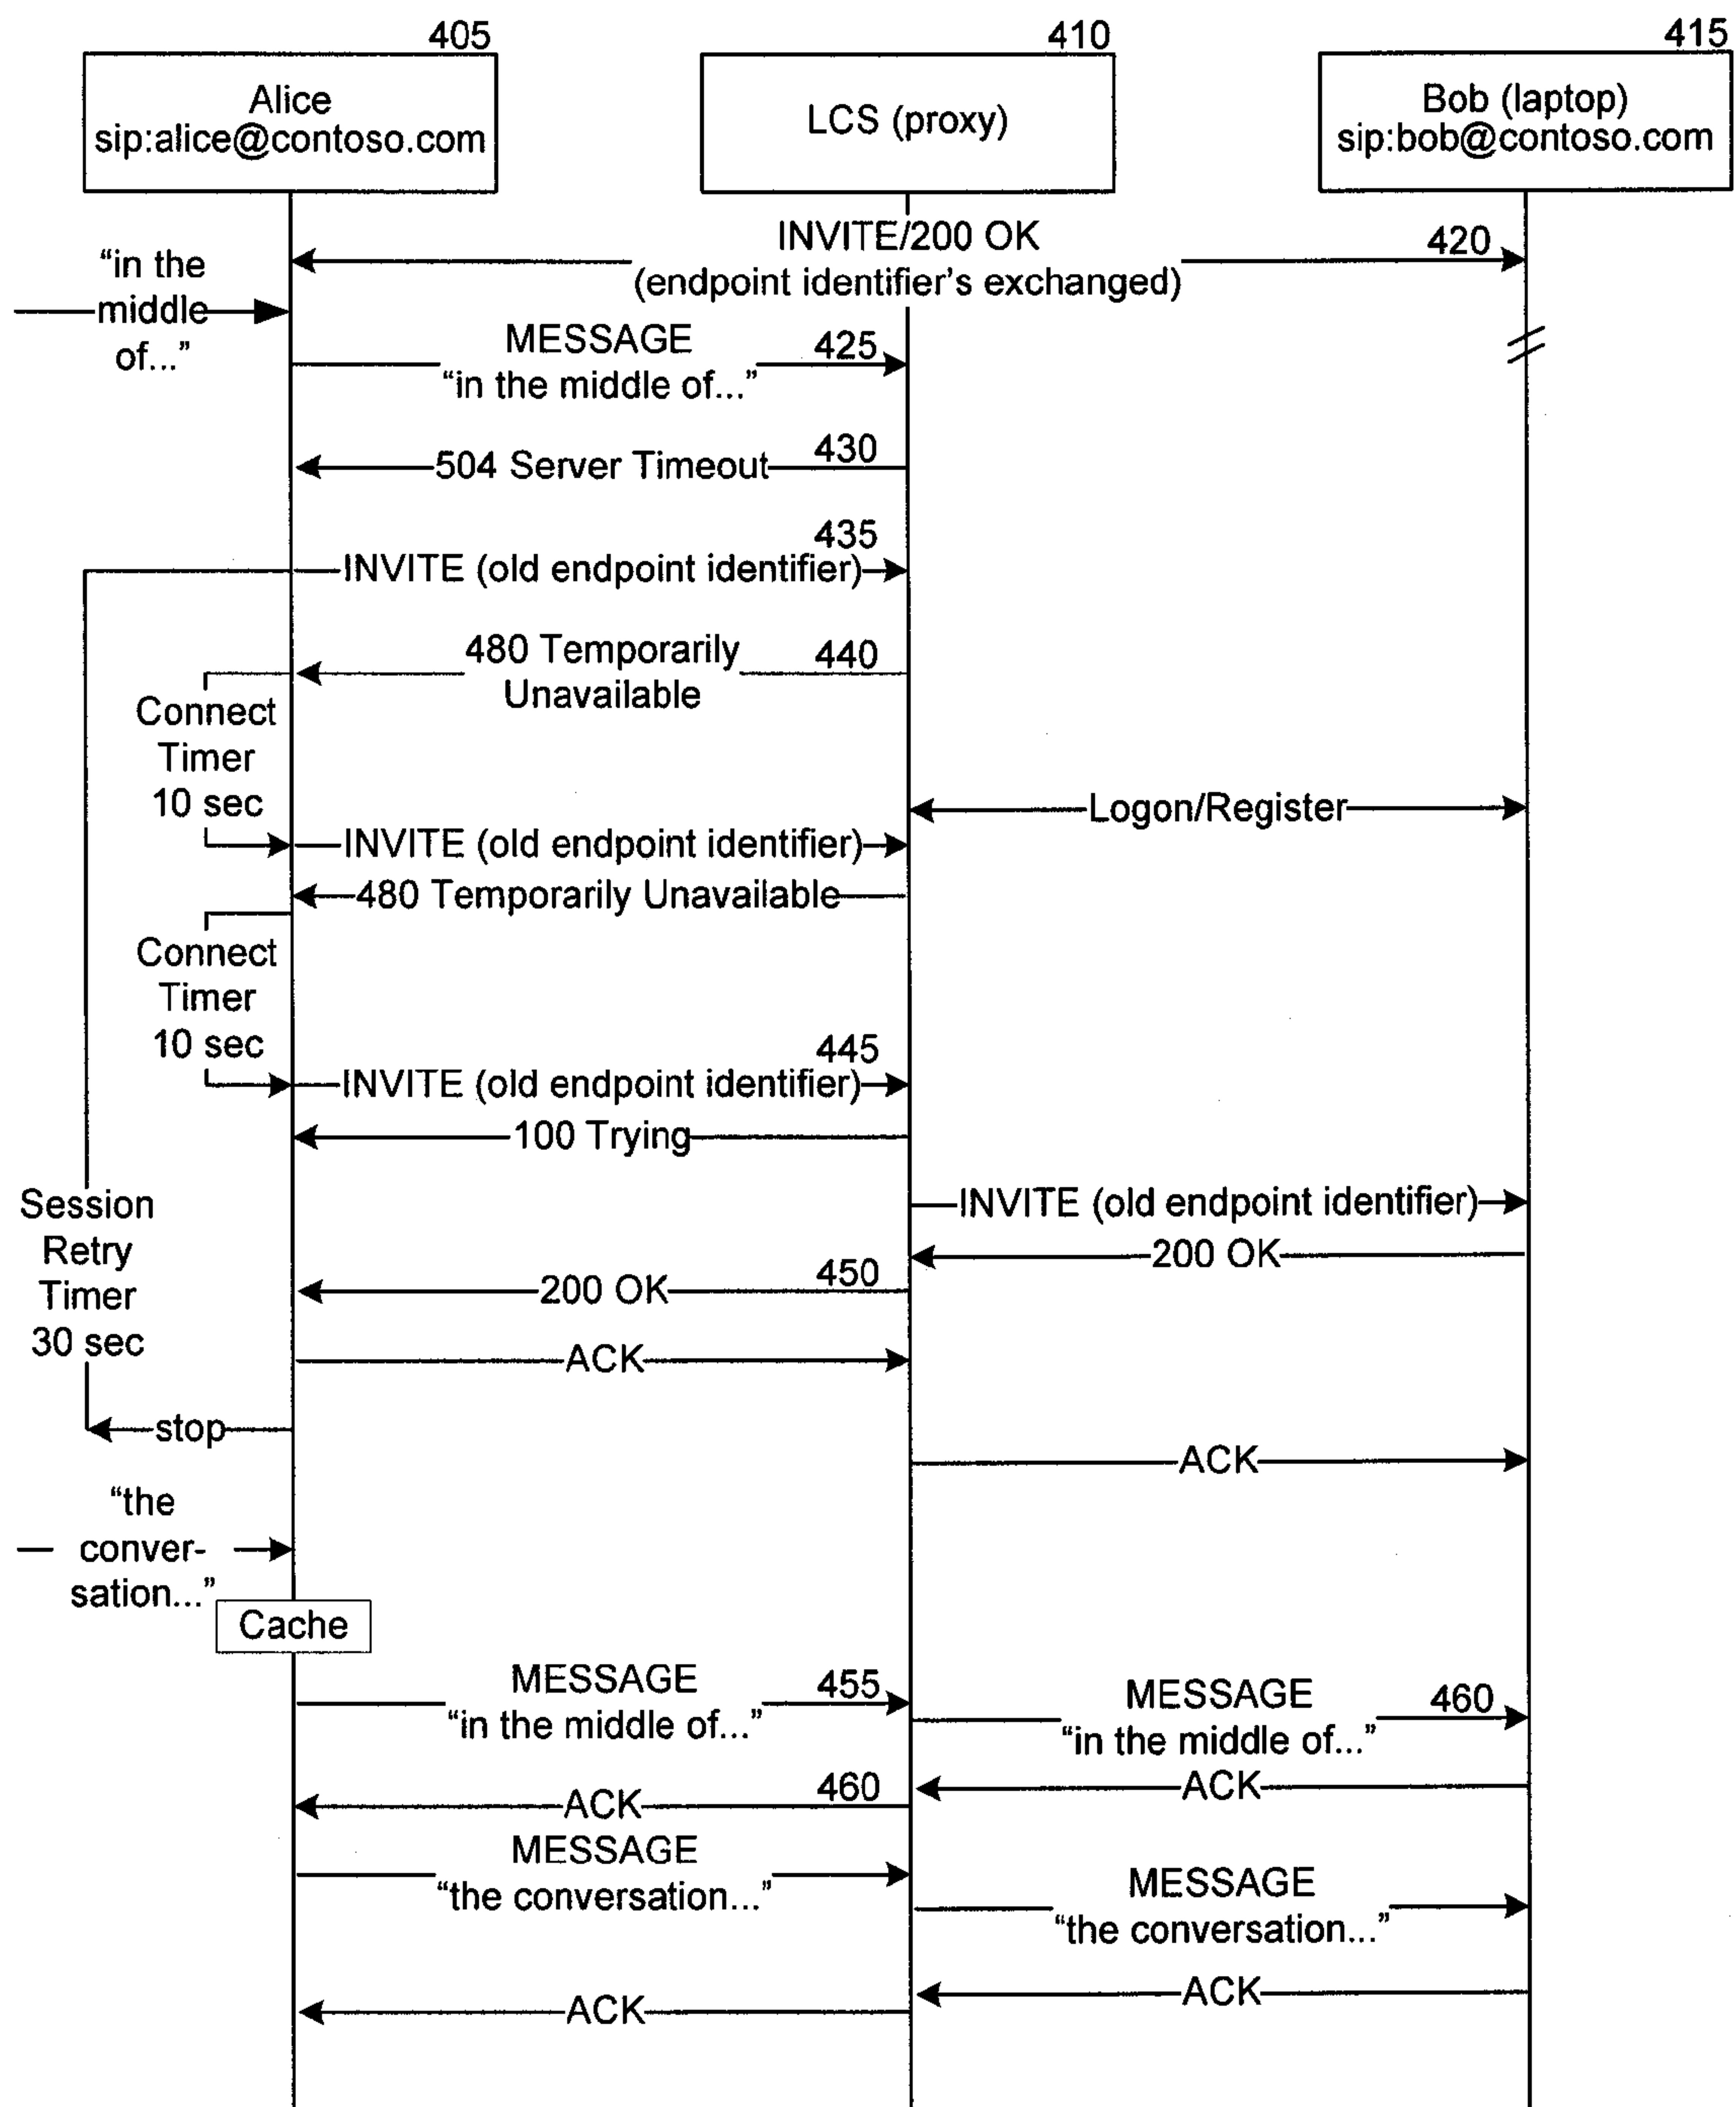 405
410
415
Alice
sip:alice@contoso.com
LCS (proxy)
Bob (laptop)
sip:bob@contoso.com
INVITE/200 OK
420
(endpoint identifier's exchanged)
“in the
middle
of...”
MESSAGE
425
“in the middle of...”
504 Server Timeout
430
435
INVITE (old endpoint identifier)
480 Temporarily
440
Unavailable
Connect
Timer
10 sec
Logon/Register
INVITE (old endpoint identifier)
480 Temporarily Unavailable
Connect
Timer
10 sec
445
INVITE (old endpoint identifier)
100 Trying
Session
Retry
Timer
30 sec
INVITE (old endpoint identifier)
200 OK
200 OK
450
ACK
stop
ACK
“the
conver-
sation...”
Cache
MESSAGE
455
“in the middle of...”
MESSAGE
460
“in the middle of...”
ACK
ACK
460
MESSAGE
“the conversation...”
MESSAGE
“the conversation...”
ACK
ACK